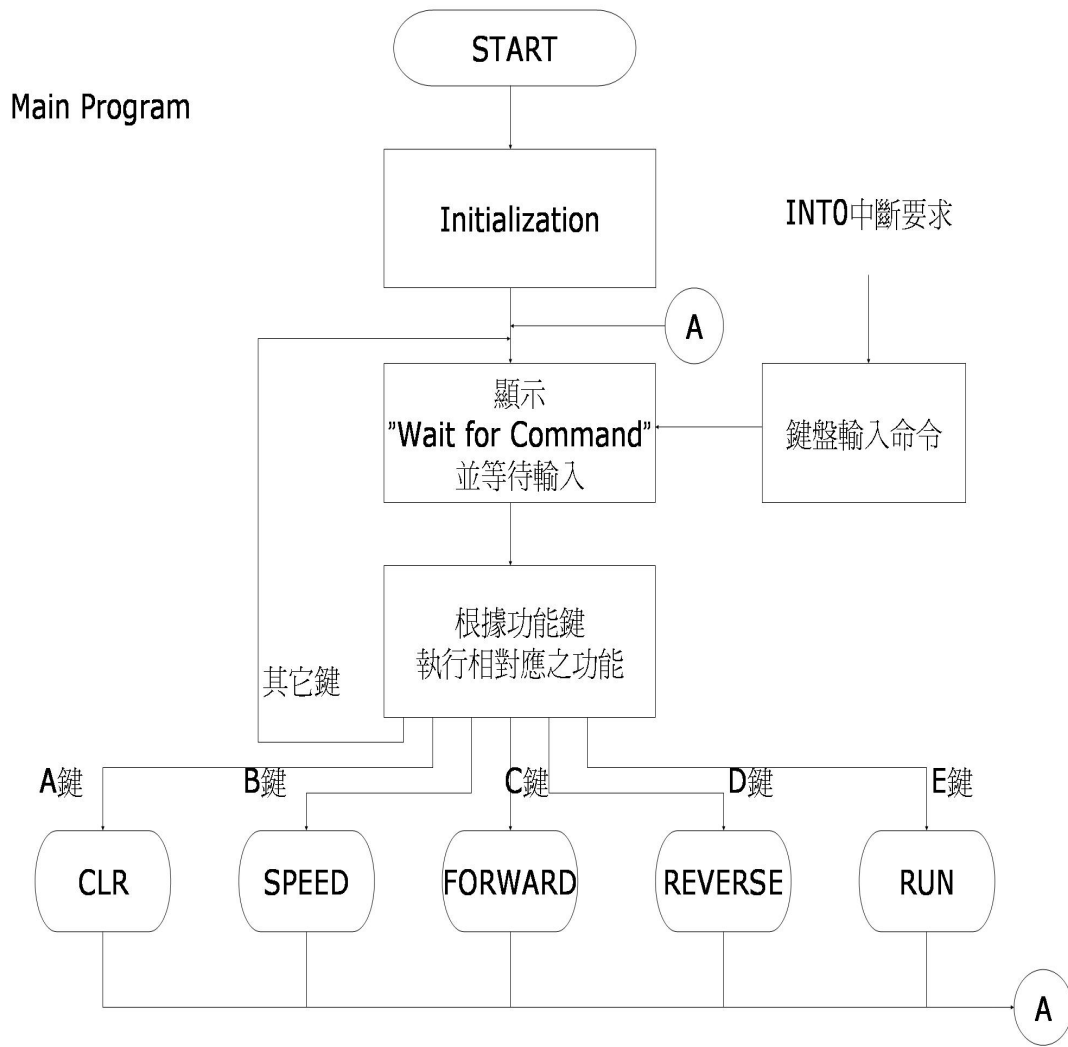 START
Main Program
Initialization
INT0中斷要求
A
顯示
"Wait for Command"
並等待輸入
鍵盤輸入命令
根據功能鍵
執行相對應之功能
其它鍵
A鍵
B鍵
C鍵
D鍵
E鍵
CLR
SPEED
FORWARD
REVERSE
RUN
A